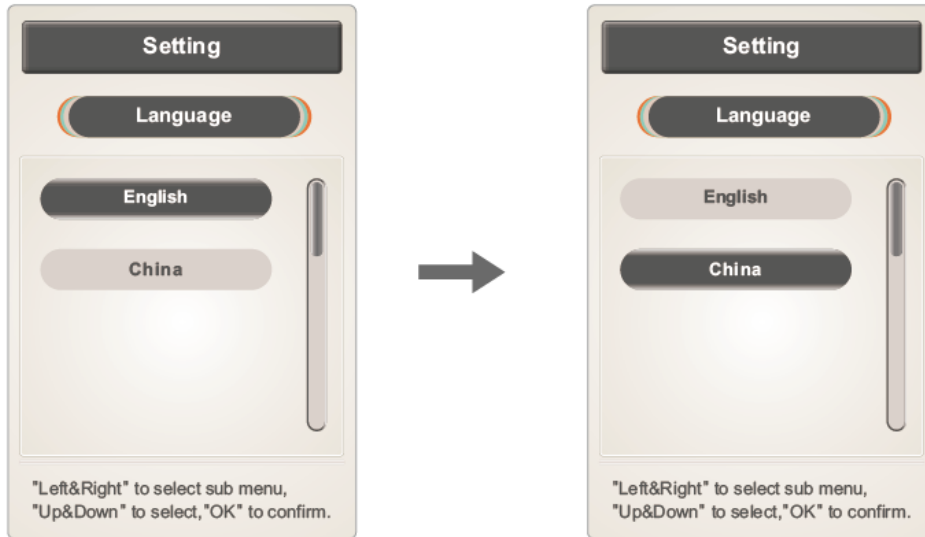 Setting
Language
English
China
"Left&Right" to select sub menu,
"Up&Down" to select,"OK" to confirm.
Setting
Language
English
China
"Left&Right" to select sub menu,
"Up&Down" to select,"OK" to confirm.